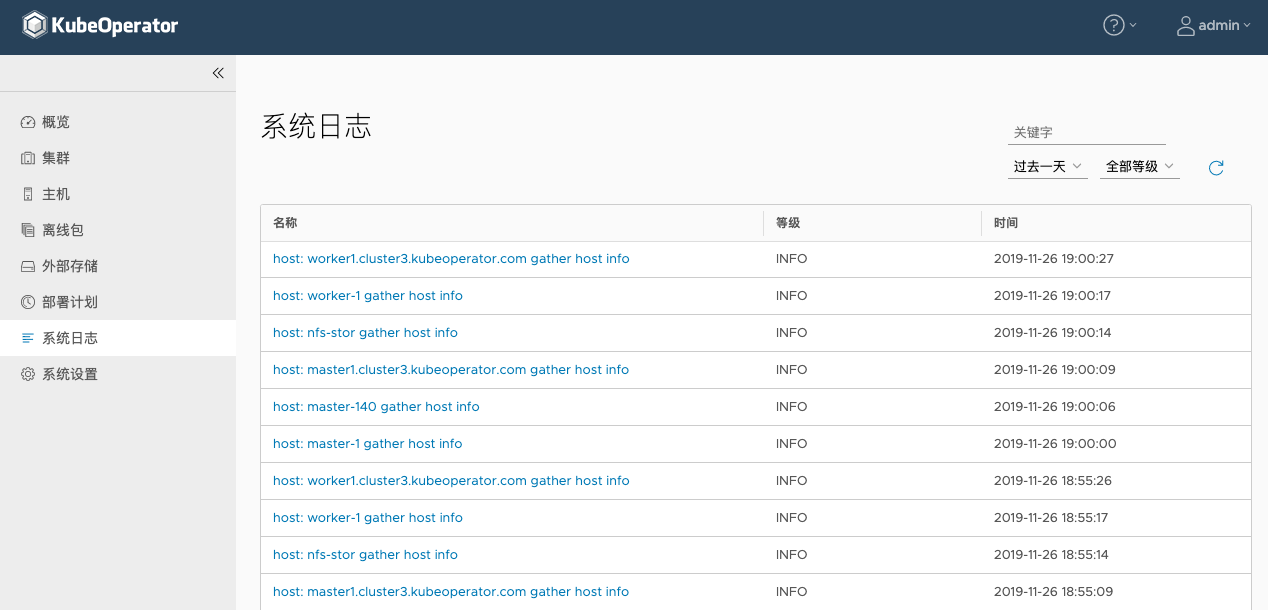 KubeOperator
admin
概览
集群
主机
离线包
外部存储
部署计划
系统日志
系统设置
系统日志
关键字
过去一天 全部等级
名称 等级 时间
host: worker1.cluster3.kubeoperator.com gather host info INFO 2019-11-26 19:00:27
host: worker-1 gather host info INFO 2019-11-26 19:00:17
host: nfs-stor gather host info INFO 2019-11-26 19:00:14
host: master1.cluster3.kubeoperator.com gather host info INFO 2019-11-26 19:00:09
host: master-140 gather host info INFO 2019-11-26 19:00:06
host: master-1 gather host info INFO 2019-11-26 19:00:00
host: worker1.cluster3.kubeoperator.com gather host info INFO 2019-11-26 18:55:26
host: worker-1 gather host info INFO 2019-11-26 18:55:17
host: nfs-stor gather host info INFO 2019-11-26 18:55:14
host: master1.cluster3.kubeoperator.com gather host info INFO 2019-11-26 18:55:09